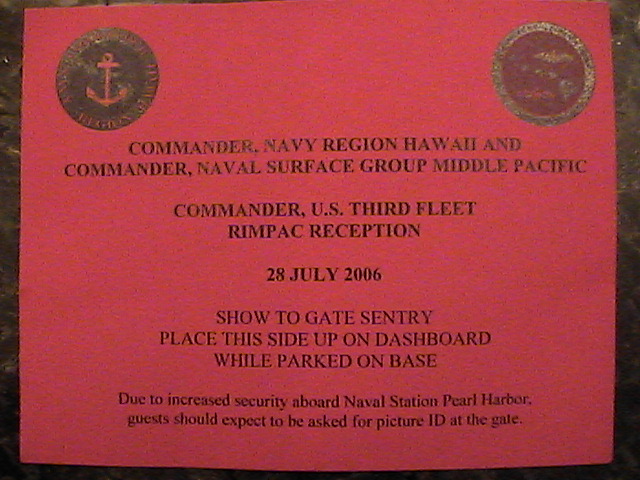 COMMANDER, NAVY REGION HAWAII AND
COMMANDER, NAVAL SURFACE GROUP MIDDLE PACIFIC
COMMANDER, U.S. THIRD FLEET
RIMPAC RECEPTION
28 JULY 2006
SHOW TO GATE SENTRY
PLACE THIS SIDE UP ON DASHBOARD
WHILE PARKED ON BASE
Due to increased security aboard Naval Station Pearl Harbor,
guests should expect to be asked for picture ID at the gate.